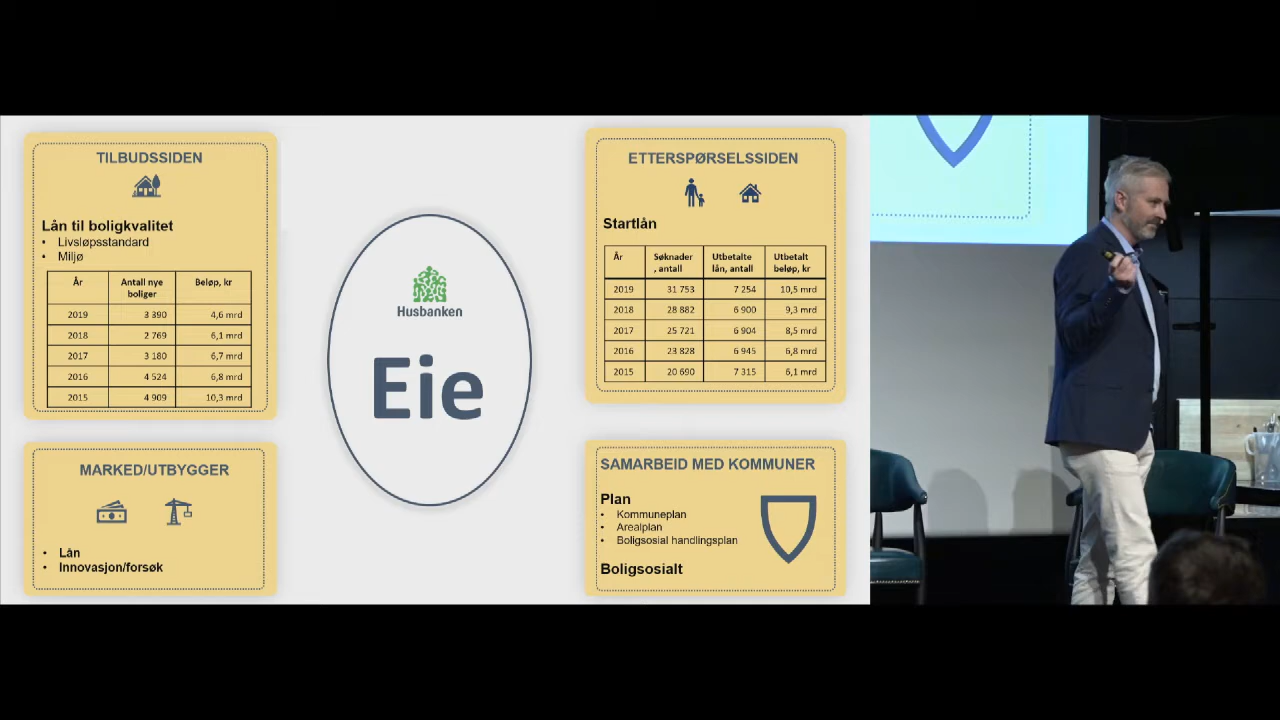 TILBUDSSIDEN
Lån til boligkvalitet
• Livsløpsstandard
• Miljø
År Antall nye boliger Beløp, kr
2019 3 390 4,6 mrd
2018 2 769 6,1 mrd
2017 3 180 6,7 mrd
2016 4 524 6,8 mrd
2015 4 909 10,3 mrd
MARKED/UTBYGGER
• Lån
• Innovasjon/forsøk
Husbanken
Eie
ETTERSPØRSELSSIDEN
Startlån
År Søknader, antall Utbetalte lån, antall Utbetalt beløp, kr
2019 31 753 7 254 10,5 mrd
2018 28 882 6 900 9,3 mrd
2017 25 721 6 904 8,5 mrd
2016 23 828 6 945 6,8 mrd
2015 20 690 7 315 6,1 mrd
SAMARBEID MED KOMMUNER
Plan
• Kommuneplan
• Arealplan
• Boligsosial handlingsplan
Boligsosialt